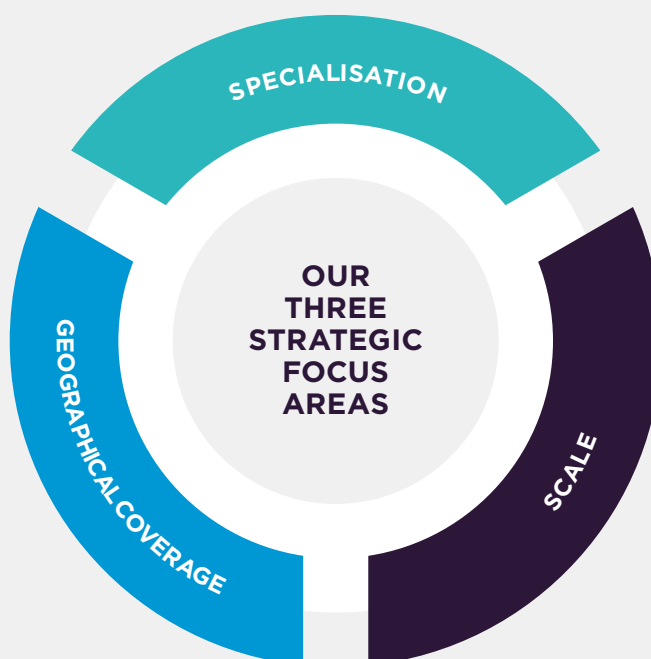 SPECIALISATION
OUR
THREE
STRATEGIC
FOCUS
AREAS
GEOGRAPHICAL COVERAGE
SCALE